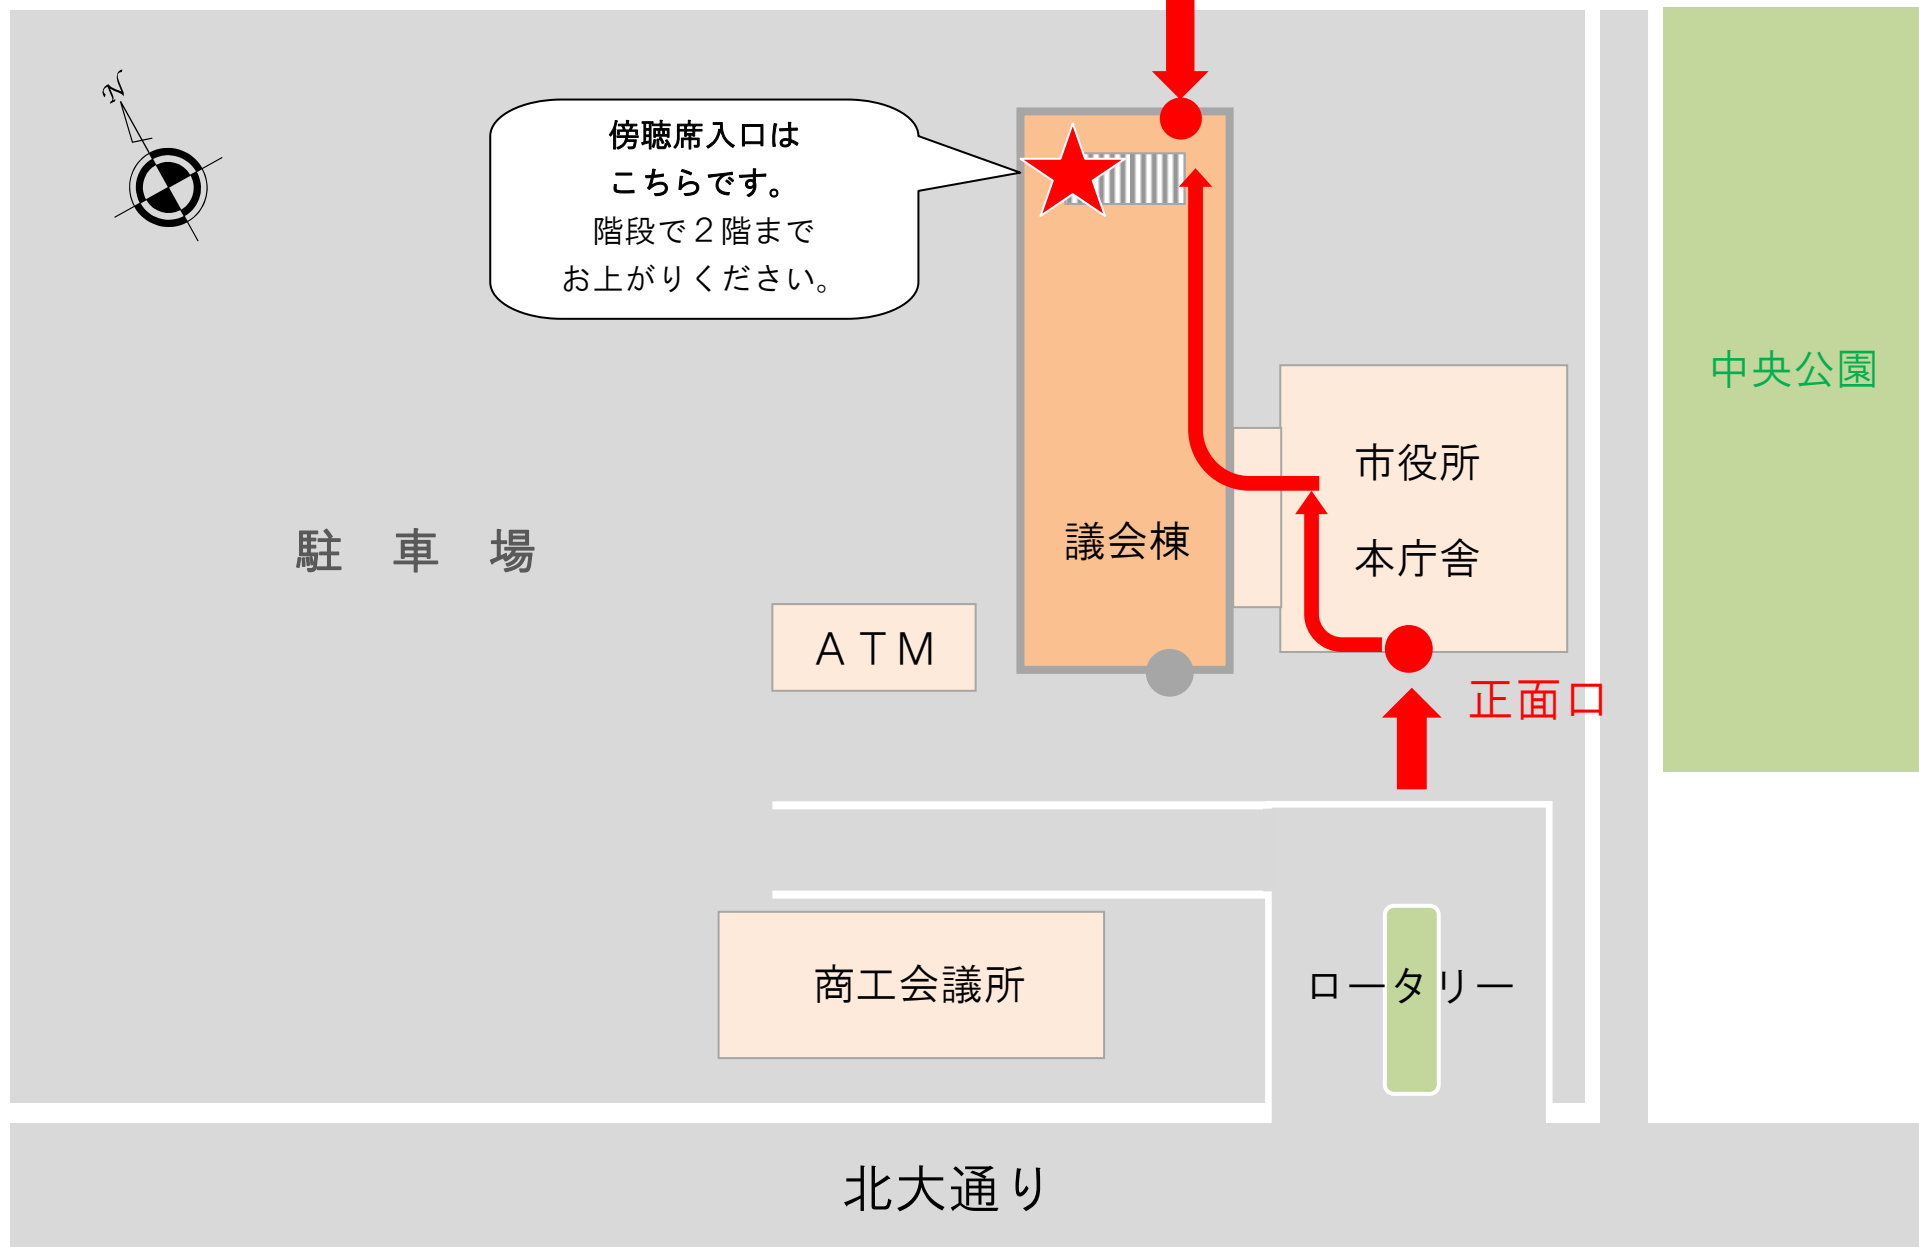 N
傍聴席入口は
こちらです。
階段で２階まで
お上がりください。
中央公園
市役所
本庁舎
議会棟
駐　車　場
ＡＴＭ
正面口
商工会議所
ロータリー
北大通り